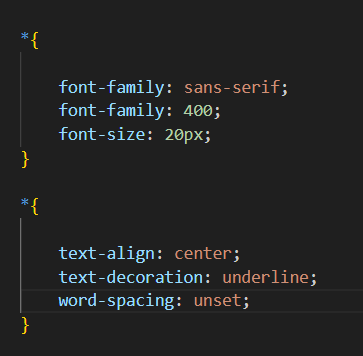 *{
font-family: sans-serif;
font-family: 400;
font-size: 20px;
}
*{
text-align: center;
text-decoration: underline;
word-spacing: unset;
}